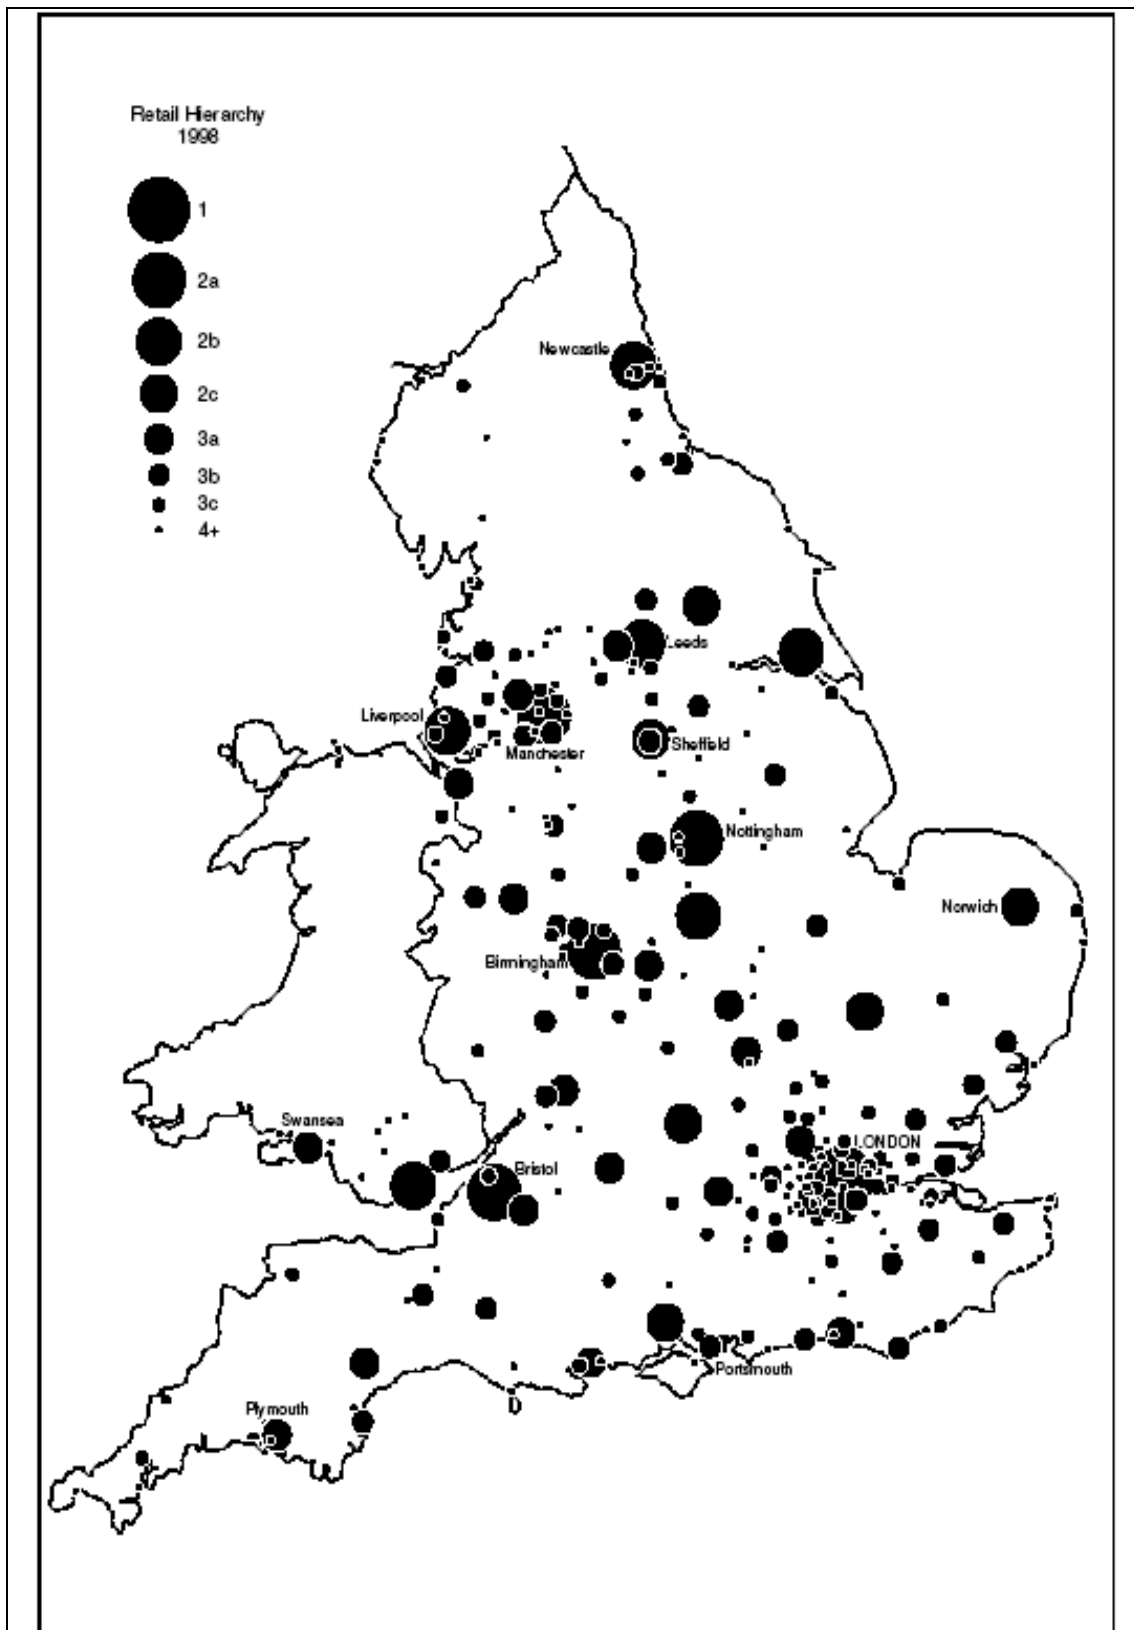 Retail Hierarchy
1998
1
2a
2b
2c
3a
3b
3c
4+
Newcastle
Leeds
Liverpool
Manchester
Sheffield
Nottingham
Norwich
Birmingham
Swansea
LONDON
Bristol
Portsmouth
Plymouth